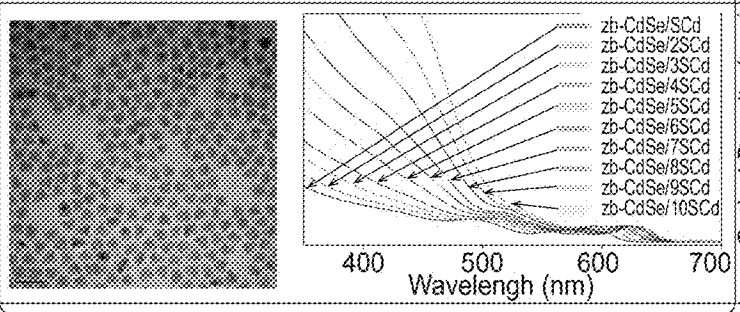 zb-CdSe/SCd
zb-CdSe/2SCd
zb-CdSe/3SCd
zb-CdSe/4SCd
zb-CdSe/5SCd
zb-CdSe/6SCd
zb-CdSe/7SCd
zb-CdSe/8SCd
zb-CdSe/9SCd
zb-CdSe/10SCd
400 500 600 700
Wavelengh (nm)